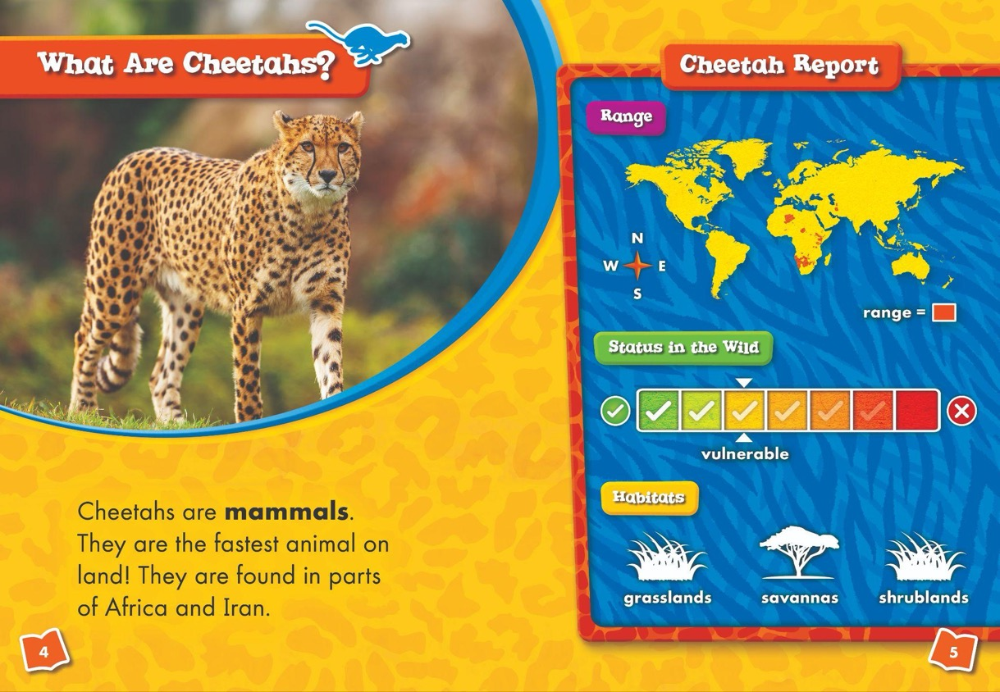 What Are Cheetahs?
Cheetahs are mammals.
They are the fastest animal on
land! They are found in parts
of Africa and Iran.
4
Cheetah Report
Range
N
W E
S
range =
Status in the Wild
vulnerable
Habitats
grasslands savannas shrublands
5